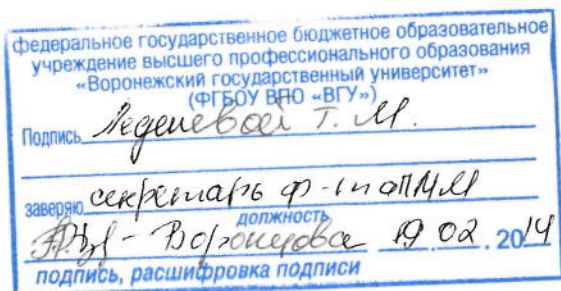 федеральное государственное бюджетное образовательное
учреждение высшего профессионального образования
«Воронежский государственный университет»
(ФГБОУ ВПО «ВГУ»)
Подпись Леденевой Т. М.
заверяю секретарь ф-та ПММ
должность
Воронцова 19.02.2014
подпись, расшифровка подписи